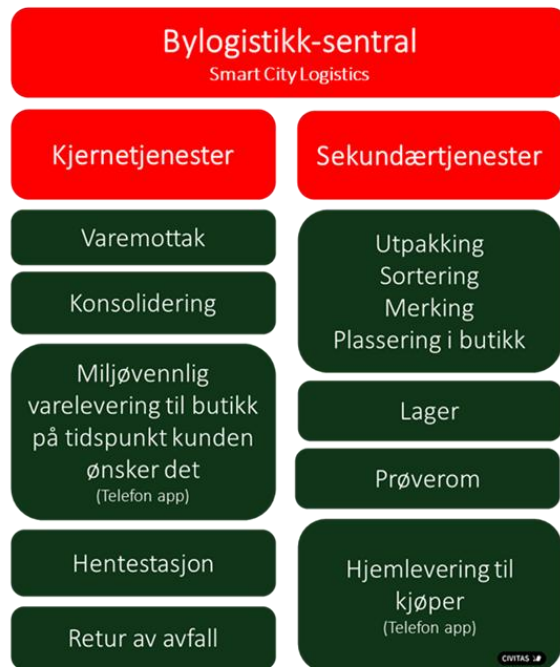 Bylogistikk-sentral
Smart City Logistics
Kjernetjenester
Varemottak
Konsolidering
Miljøvennlig
varelevering til butikk
på tidspunkt kunden
ønsker det
(Telefon app)
Hentestasjon
Retur av avfall
Sekundærtjenester
Utpakking
Sortering
Merking
Plassering i butikk
Lager
Prøverom
Hjemlevering til
kjøper
(Telefon app)
CIVITAS